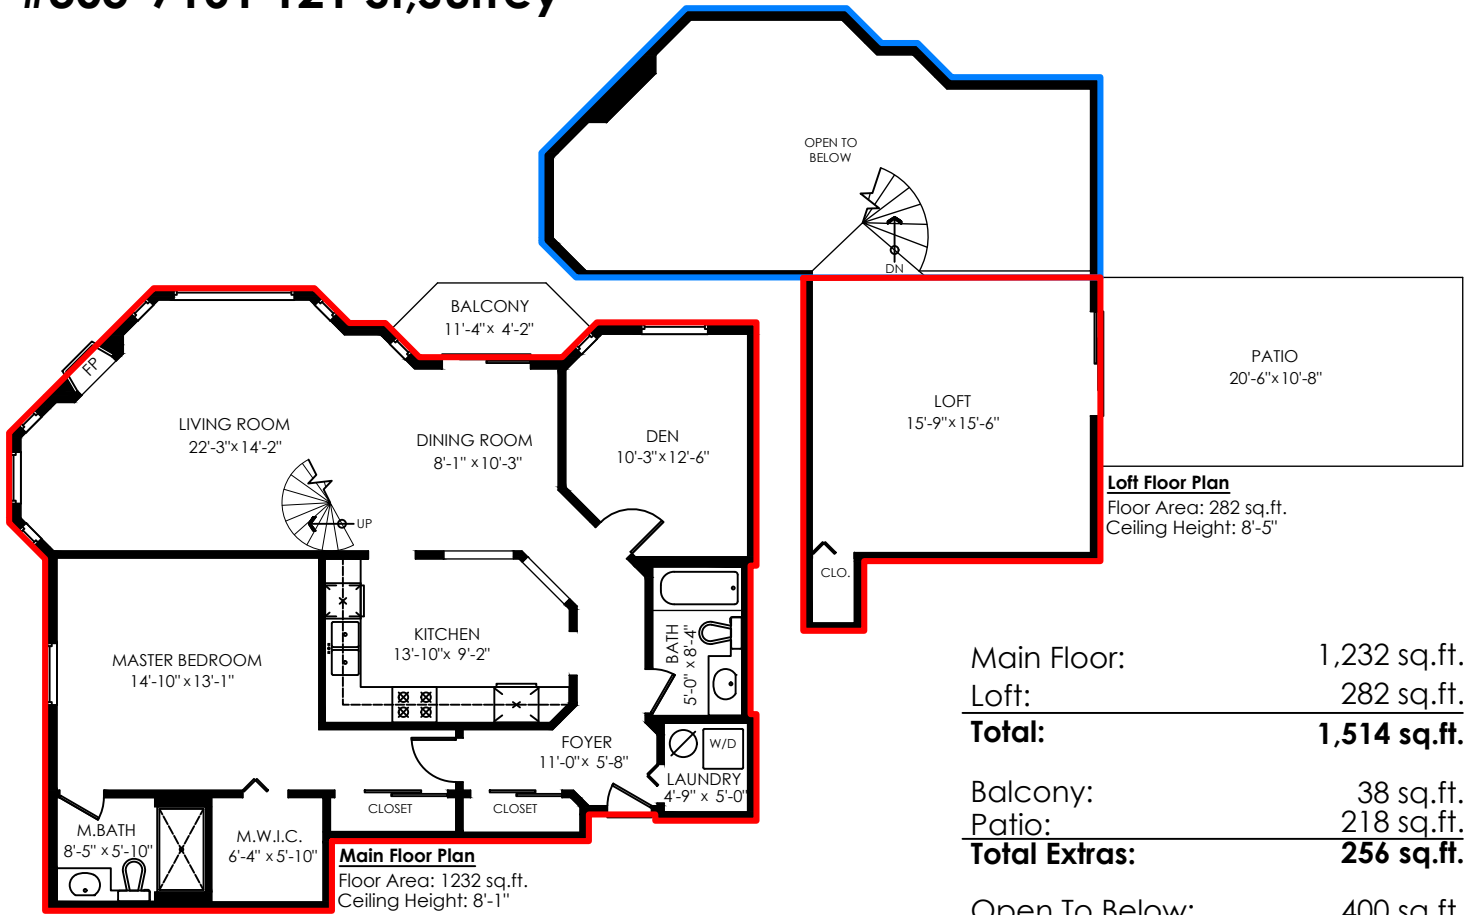 OPEN TO
BELOW
DN
BALCONY
11'-4"x 4'-2"
FP
LIVING ROOM
22'-3"x 14'-2"
DINING ROOM
8'-1" x 10'-3"
DEN
10'-3"x 12'-6"
UP
LOFT
15'-9"x 15'-6"
PATIO
20'-6"x 10'-8"
Loft Floor Plan
Floor Area: 282 sq.ft.
Ceiling Height: 8'-5"
CLO.
KITCHEN
13'-10"x 9'-2"
MASTER BEDROOM
14'-10" x 13'-1"
BATH
5'-0" x 8'-4"
FOYER
11'-0"x 5'-8"
W/D
LAUNDRY
4'-9" x 5'-0"
CLOSET
CLOSET
M.BATH
8'-5" x 5'-10"
M.W.I.C.
6'-4" x 5'-10"
Main Floor Plan
Floor Area: 1232 sq.ft.
Ceiling Height: 8'-1"
Main Floor: 1,232 sq.ft.
Loft: 282 sq.ft.
Total: 1,514 sq.ft.
Balcony: 38 sq.ft.
Patio: 218 sq.ft.
Total Extras: 256 sq.ft.
Open To Below: 400 sq.ft.